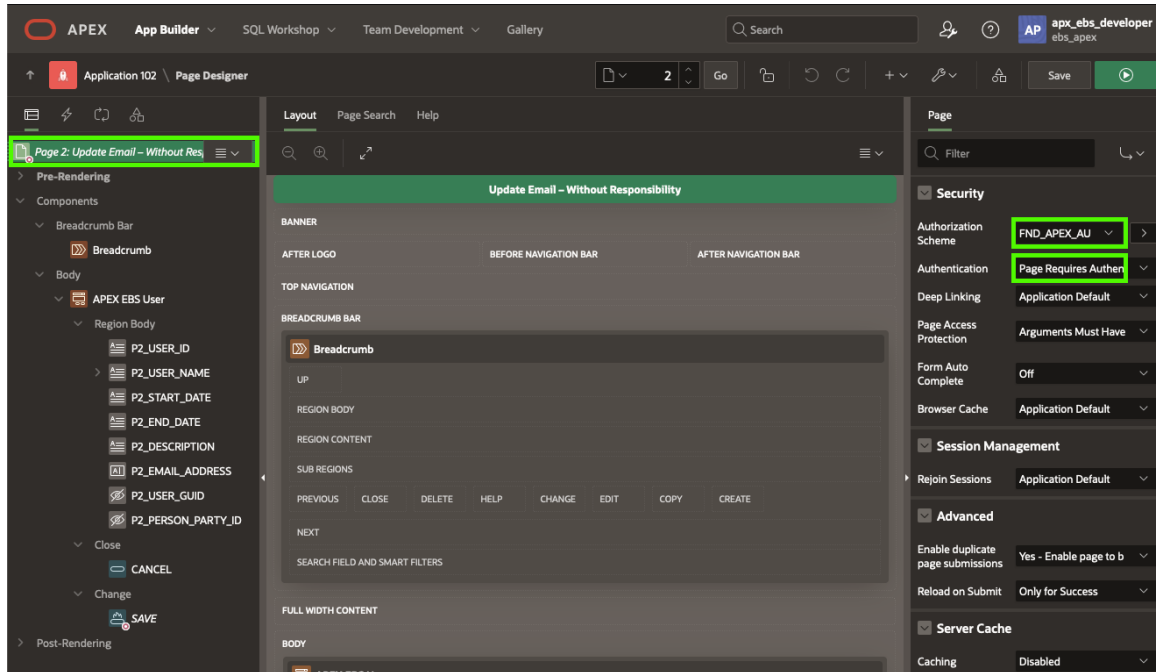 APEX App Builder SQL Workshop Team Development Gallery Search AP apx_ebs_developer
ebs_apex
Application 102 \ Page Designer 2 Go Save
Layout Page Search Help
Page
Page 2: Update Email – Without Res
Filter
Pre-Rendering
Components
Breadcrumb Bar
Breadcrumb
Body
APEX EBS User
Region Body
P2_USER_ID
P2_USER_NAME
P2_START_DATE
P2_END_DATE
P2_DESCRIPTION
AI P2_EMAIL_ADDRESS
P2_USER_GUID
P2_PERSON_PARTY_ID
Close
CANCEL
Change
SAVE
Post-Rendering
Update Email – Without Responsibility
BANNER
AFTER LOGO BEFORE NAVIGATION BAR AFTER NAVIGATION BAR
TOP NAVIGATION
BREADCRUMB BAR
Breadcrumb
UP
REGION BODY
REGION CONTENT
SUB REGIONS
PREVIOUS CLOSE DELETE HELP CHANGE EDIT COPY CREATE
NEXT
SEARCH FIELD AND SMART FILTERS
FULL WIDTH CONTENT
BODY
Security
Authorization
Scheme FND_APEX_AU
Authentication Page Requires Authen
Deep Linking Application Default
Page Access
Protection Arguments Must Have
Form Auto
Complete Off
Browser Cache Application Default
Session Management
Rejoin Sessions Application Default
Advanced
Enable duplicate
page submissions Yes - Enable page to b
Reload on Submit Only for Success
Server Cache
Caching Disabled